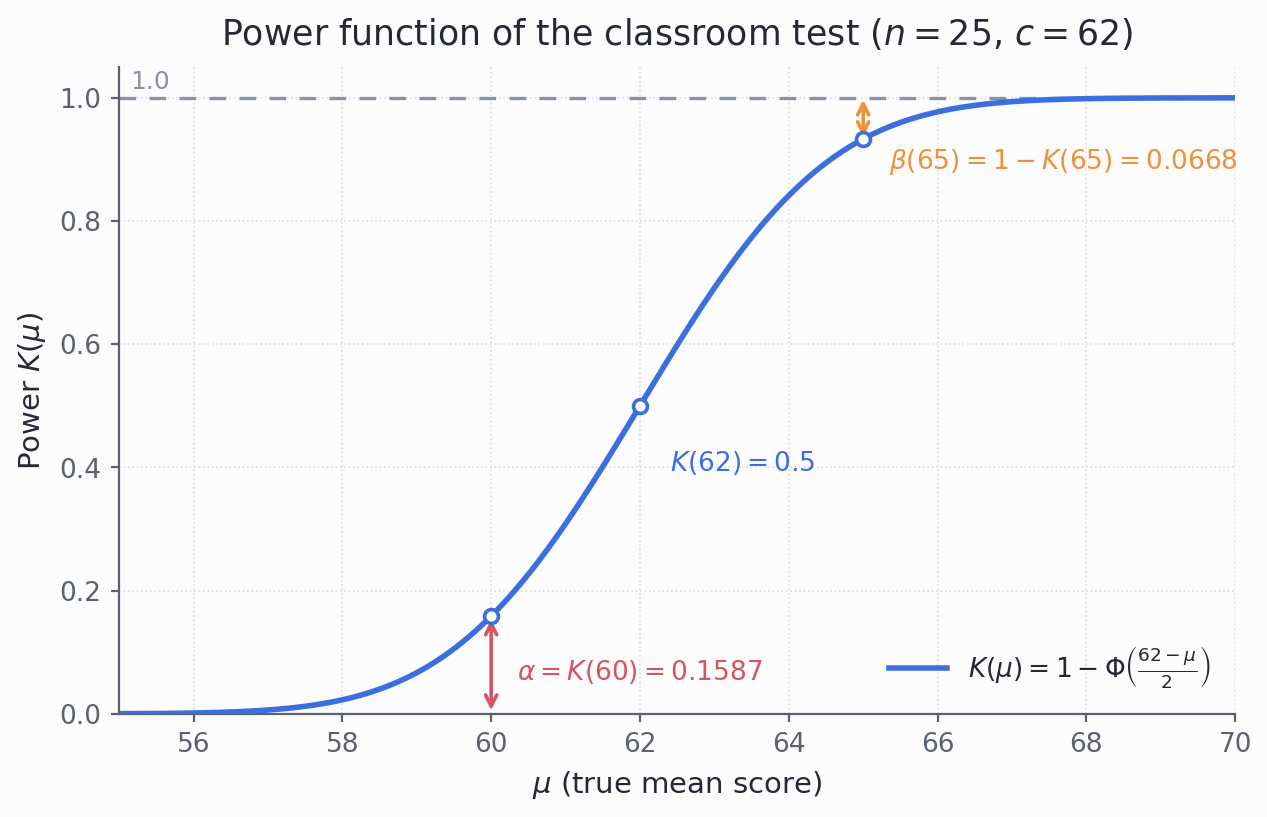 Power function of the classroom test (n = 25, c = 62)
1.0
1.0
0.8
0.6
0.4
0.2
0.0
Power K(μ)
β(65) = 1 − K(65) = 0.0668
K(62) = 0.5
α = K(60) = 0.1587
K(μ) = 1 − Φ((62 − μ)/2)
56 58 60 62 64 66 68 70
μ (true mean score)